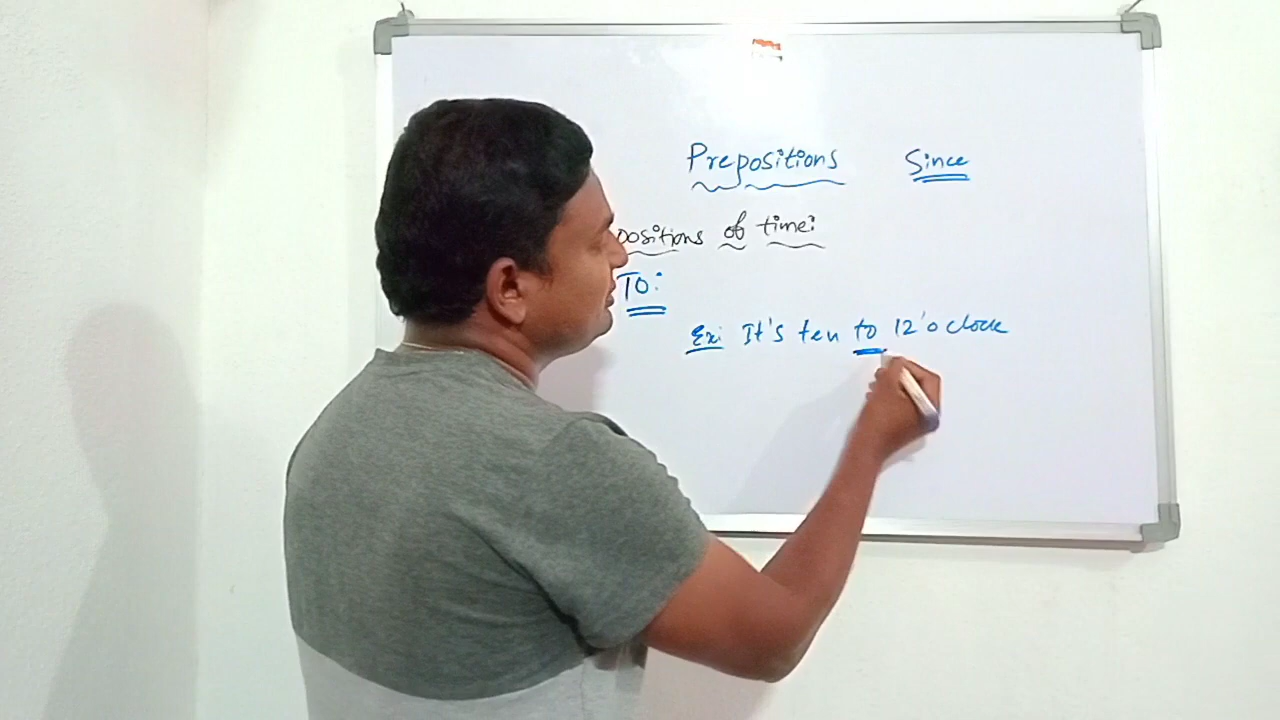 Prepositions Since
positions of time:
TO:
Ex: It's ten to 12'o clock